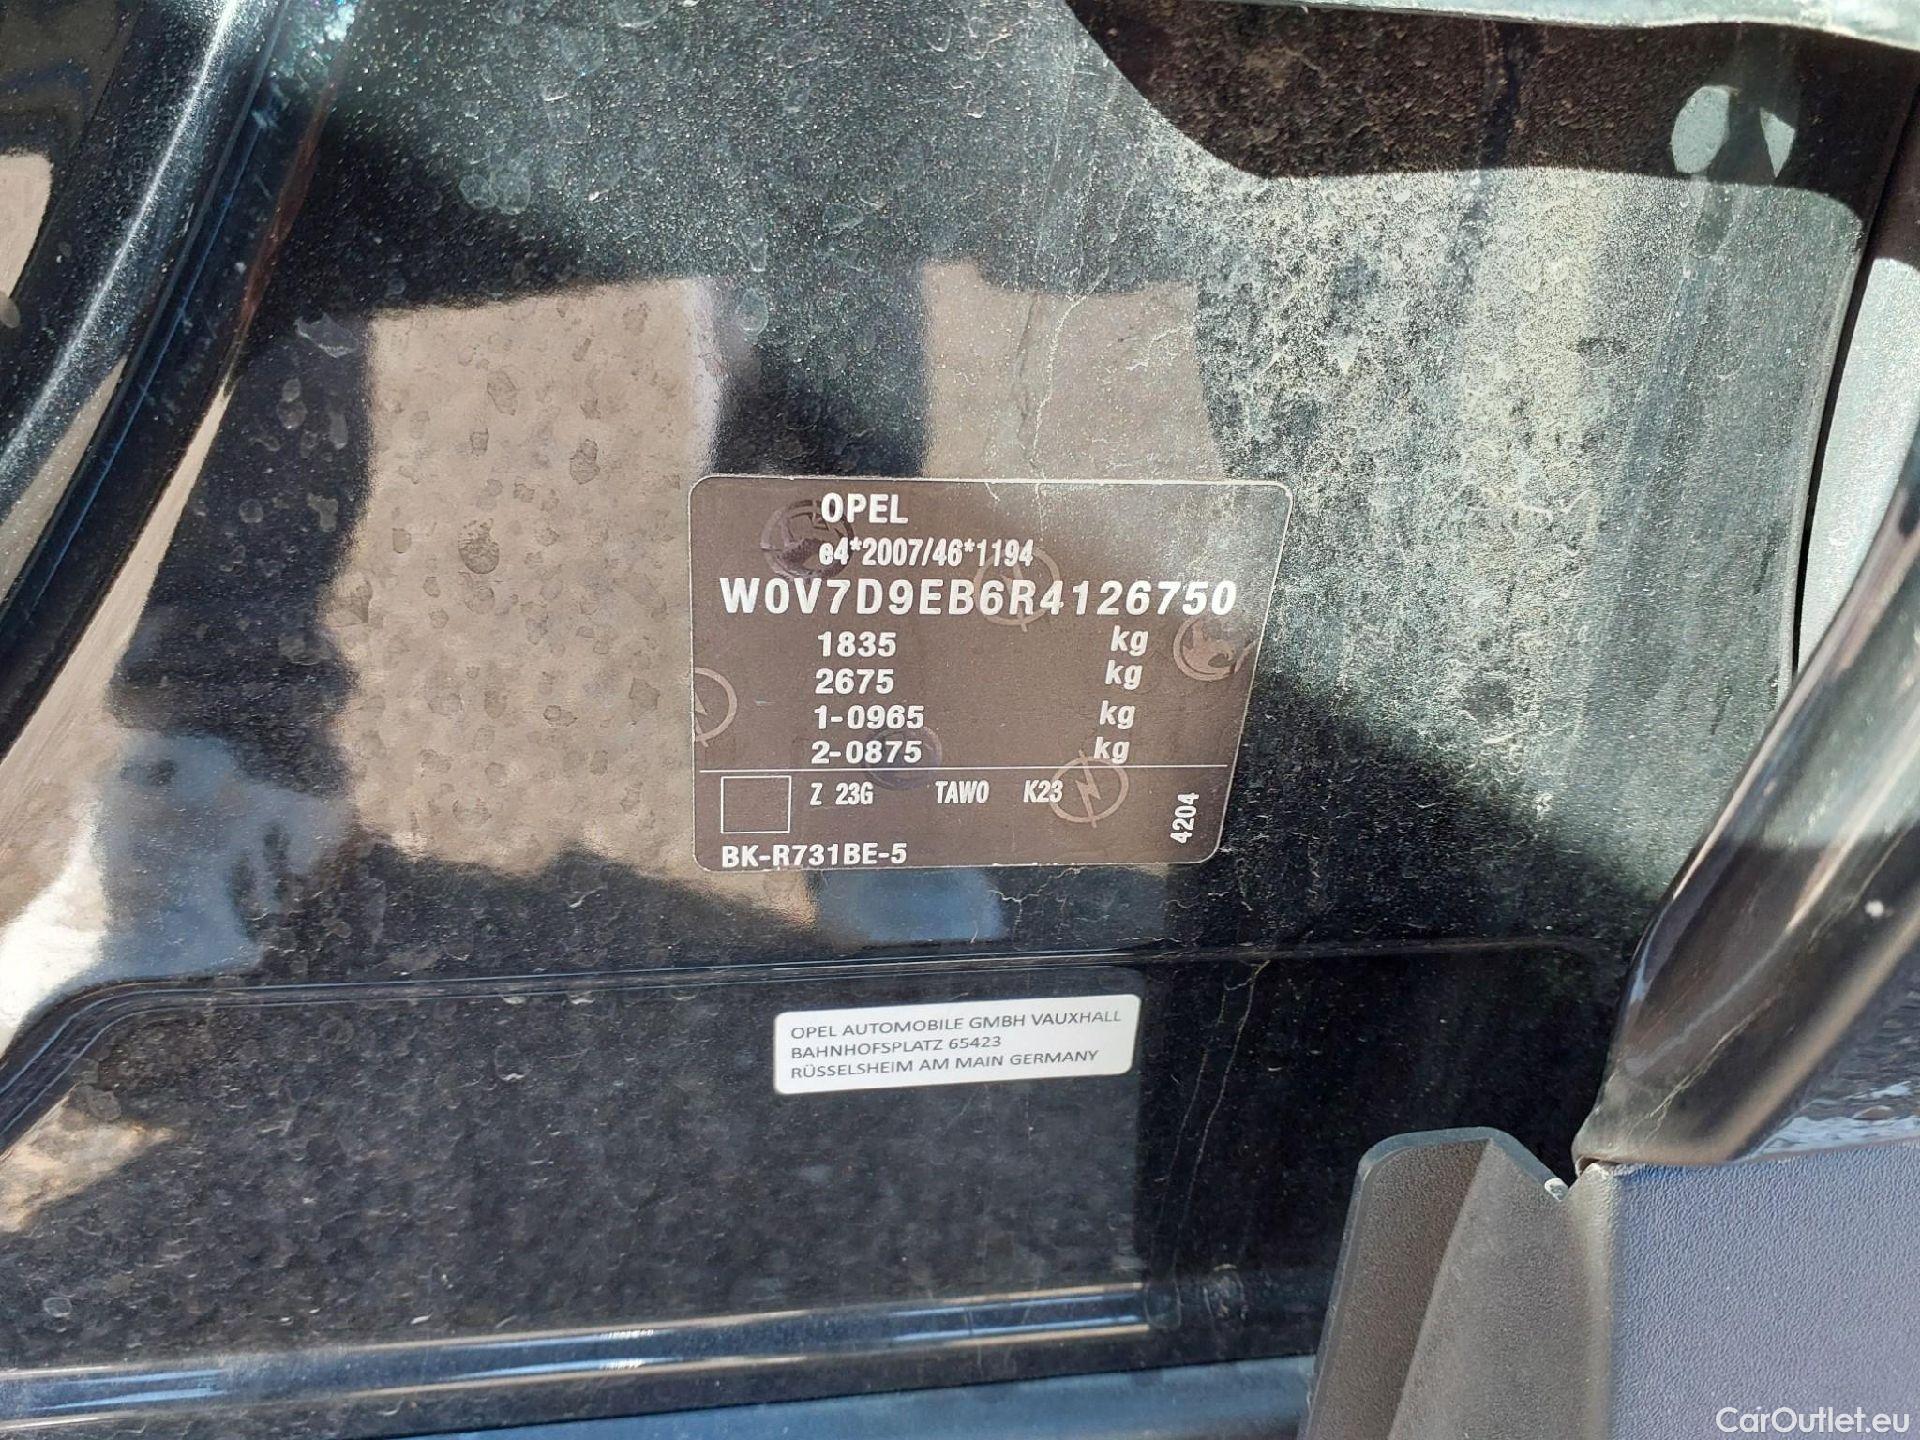 OPEL
e4*2007/46*1194
W0V7D9EB6R4126750
1835 kg
2675 kg
1-0965 kg
2-0875 kg
Z 23G TAW0 K23
4204
BK-R731BE-5
OPEL AUTOMOBILE GMBH VAUXHALL
BAHNHOFSPLATZ 65423
RÜSSELSHEIM AM MAIN GERMANY
CarOutlet.eu